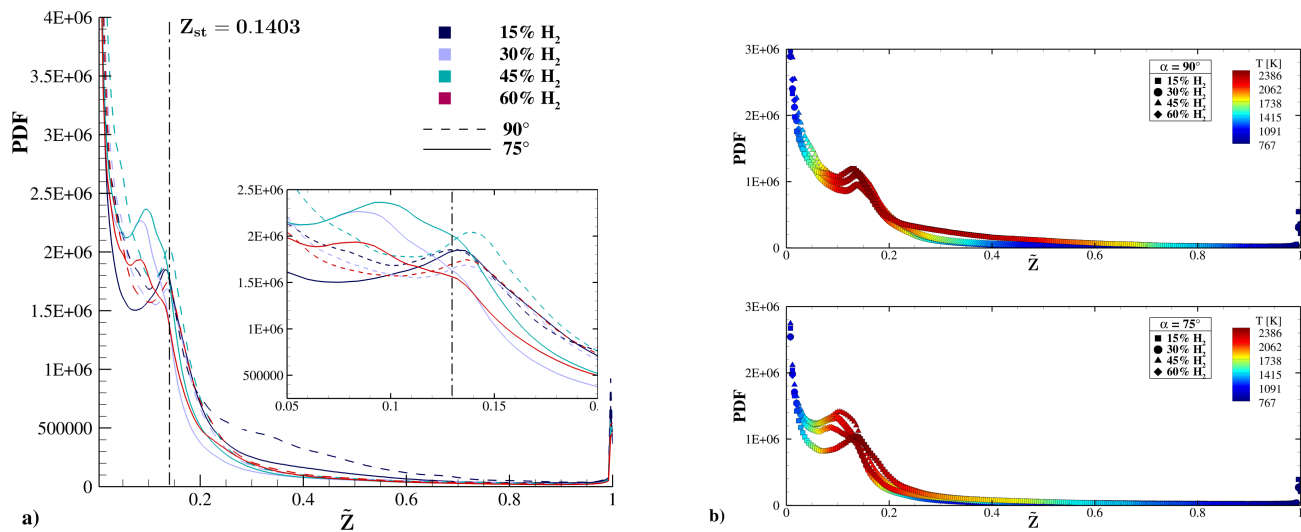 Z_st = 0.1403
15% H₂
30% H₂
45% H₂
60% H₂
90°
75°
PDF
4E+06
3.5E+06
3E+06
2.5E+06
2E+06
1.5E+06
1E+06
500000
0
0.2
0.4
0.6
0.8
1
Z̃
2.5E+06
2E+06
1.5E+06
1E+06
500000
0.05
0.1
0.15
0.
a)
PDF
3E+06
2E+06
1E+06
0
0
0.2
0.4
0.6
0.8
1
Z̃
α = 90°
15% H₂
30% H₂
45% H₂
60% H₂
T [K]
2386
2062
1738
1415
1091
767
PDF
3E+06
2E+06
1E+06
0
0
0.2
0.4
0.6
0.8
1
Z̃
α = 75°
15% H₂
30% H₂
45% H₂
60% H₂
T [K]
2386
2062
1738
1415
1091
767
b)